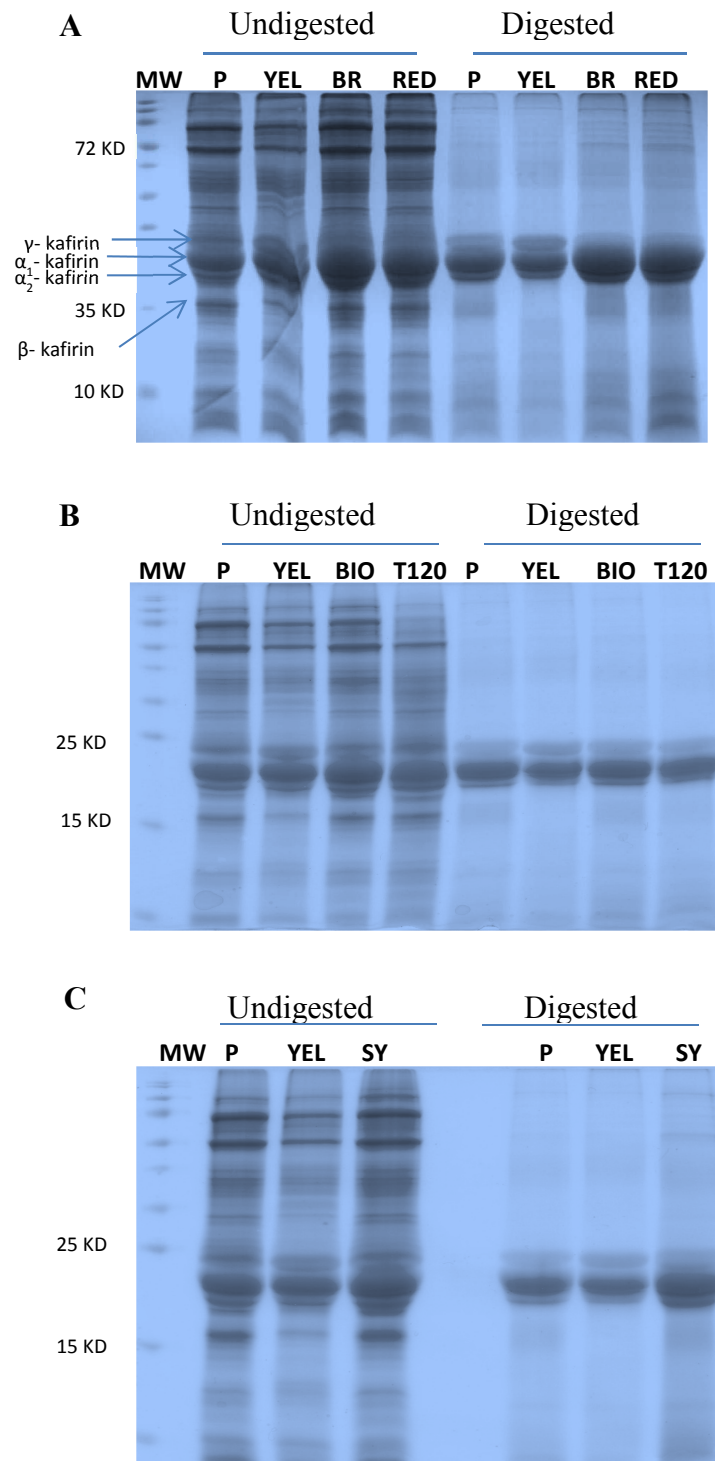 A
Undigested Digested
MW P YEL BR RED P YEL BR RED
72 KD
γ- kafirin
α1- kafirin
α2- kafirin
35 KD
β- kafirin
10 KD
B
Undigested Digested
MW P YEL BIO T120 P YEL BIO T120
25 KD
15 KD
C
Undigested Digested
MW P YEL SY P YEL SY
25 KD
15 KD